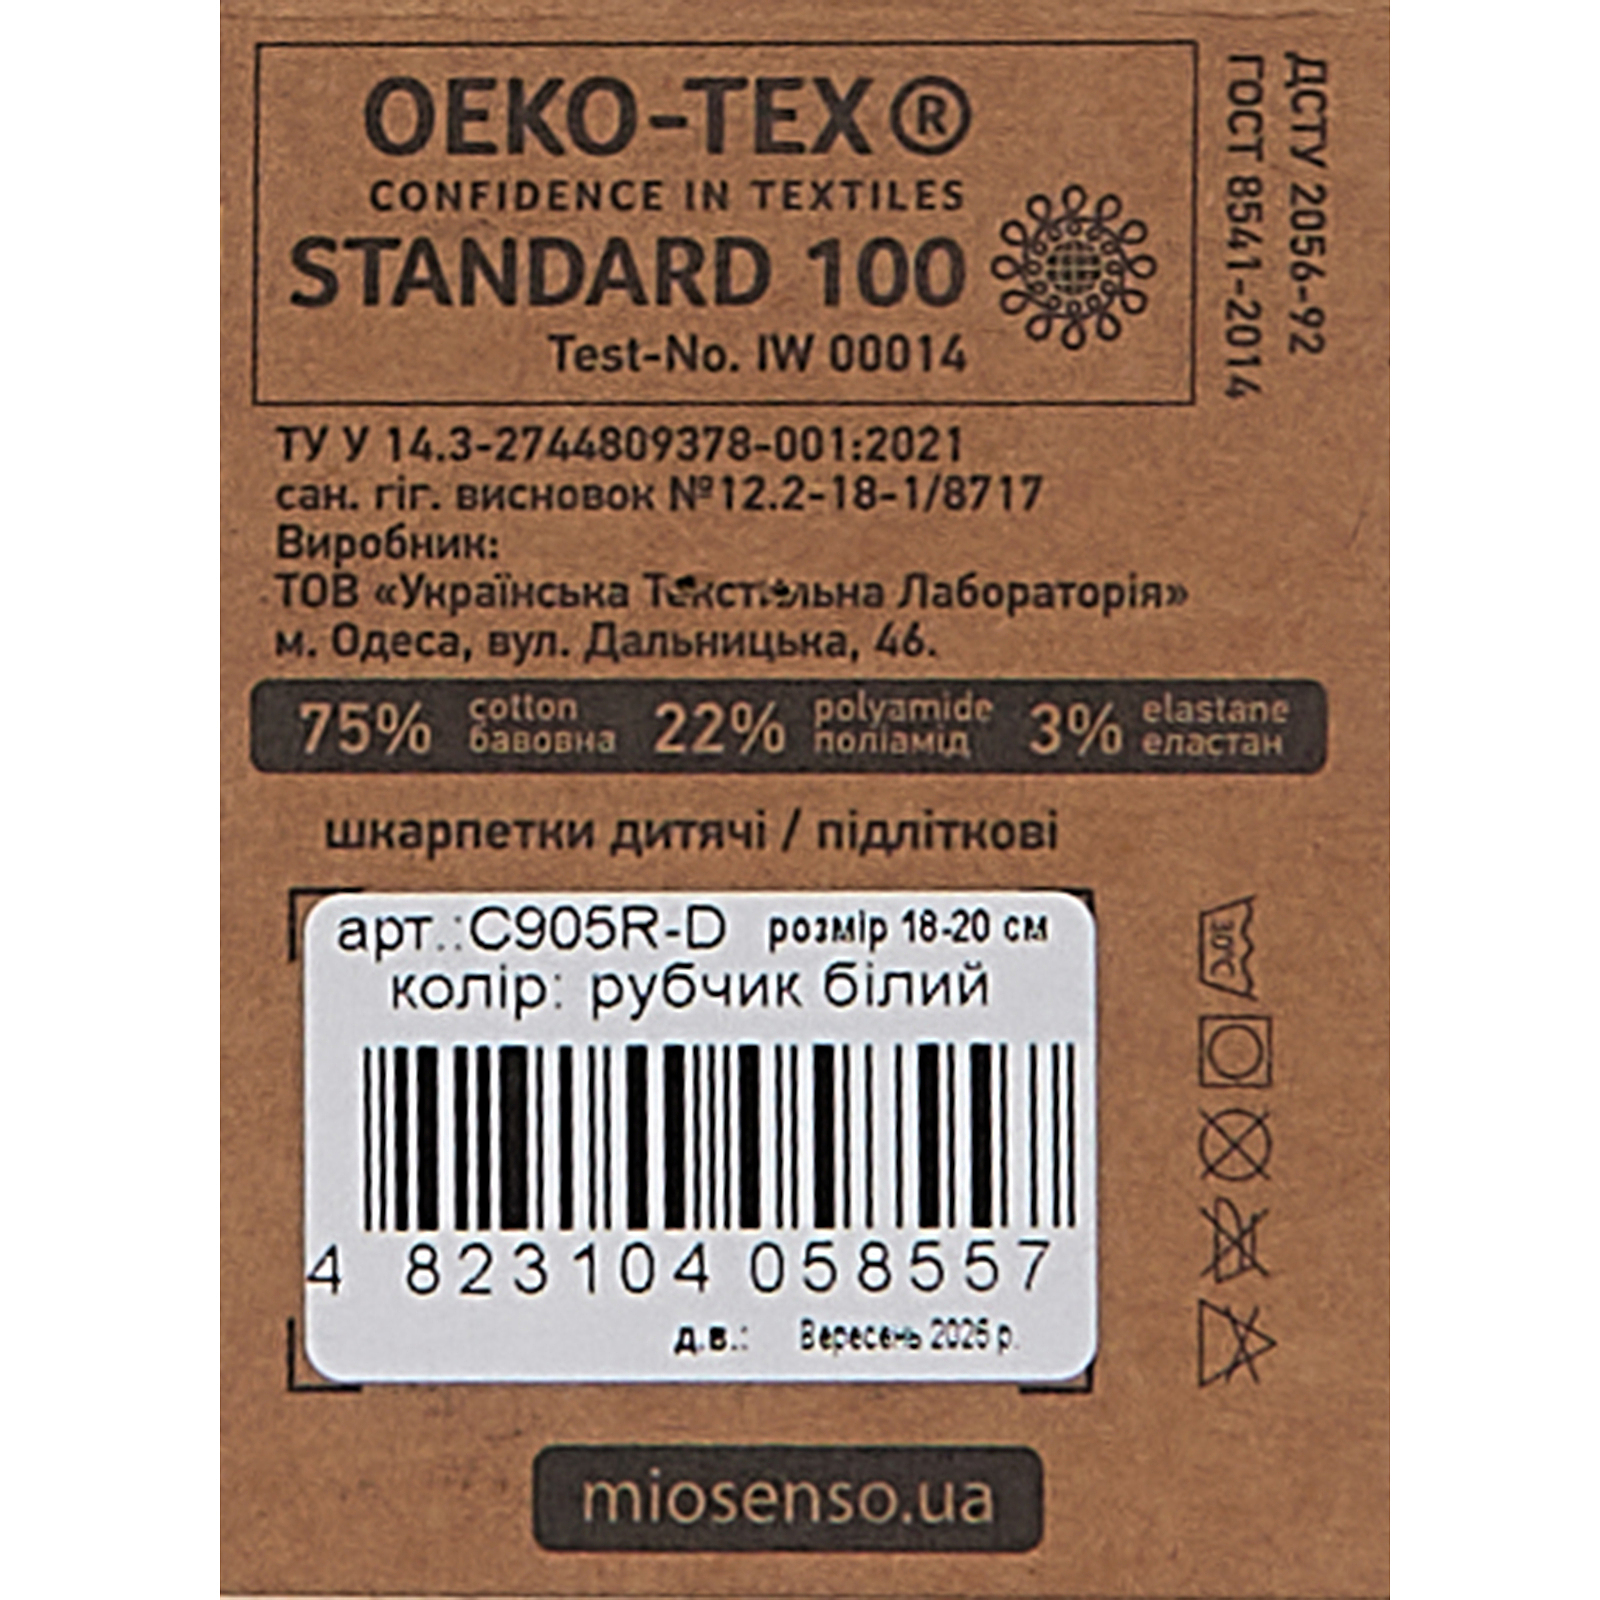 OEKO-TEX®
CONFIDENCE IN TEXTILES
STANDARD 100
Test-No. IW 00014
ДСТУ 2056-92
ГОСТ 8541-2014
ТУ У 14.3-2744809378-001:2021
сан. гіг. висновок №12.2-18-1/8717
Виробник:
ТОВ «Українська Текстильна Лабораторія»
м. Одеса, вул. Дальницька, 46.
75% cotton бавовна 22% polyamide поліамід 3% elastane еластан
шкарпетки дитячі / підліткові
арт.:C905R-D розмір 18-20 см
колір: рубчик білий
4 823104 058557
д.в.: Вересень 2025 р.
30°C
miosenso.ua